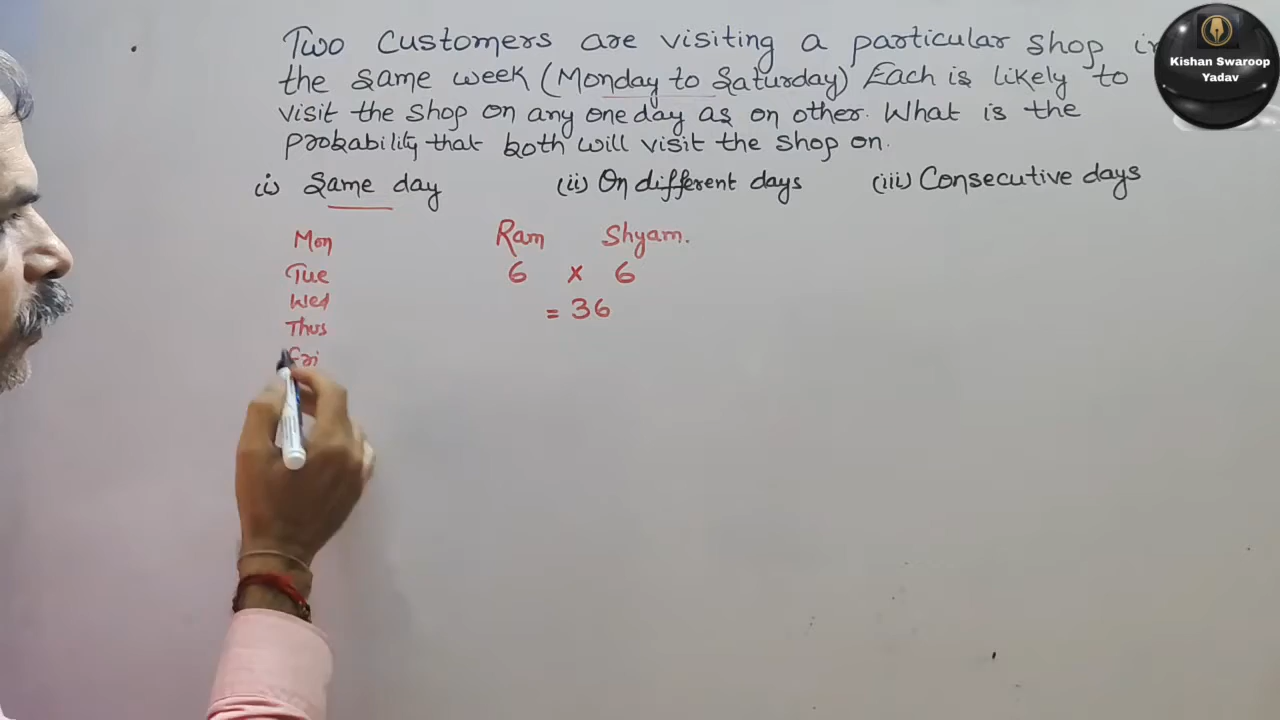 Two Customers are visiting a particular shop in
the same week (Monday to Saturday) Each is likely to
visit the shop on any one day as on other. What is the
probability that both will visit the shop on.
(i) Same day (ii) On different days (iii) Consecutive days
Mon
Tue
Wed
Thus
Fri
Ram Shyam.
6 x 6
= 36
Kishan Swaroop
Yadav